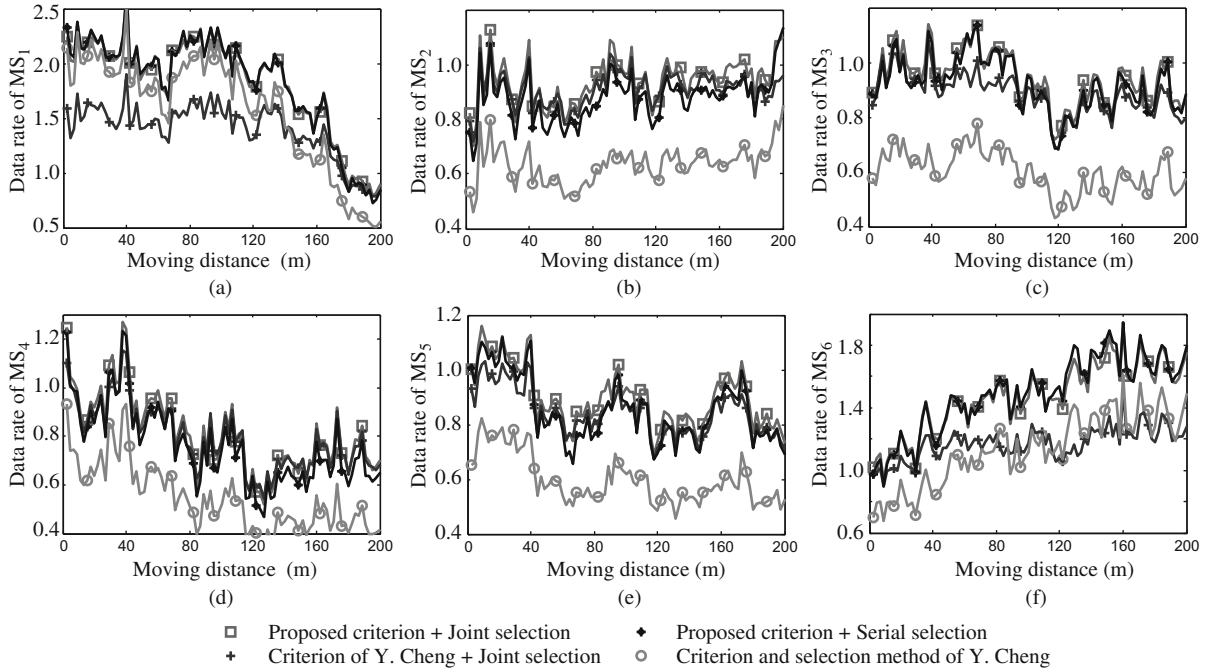 Data rate of MS1
2.5
2.0
1.5
1.0
0.5
0 40 80 120 160 200
Moving distance (m)
(a)
Data rate of MS2
1.2
1.0
0.8
0.6
0.4
0 40 80 120 160 200
Moving distance (m)
(b)
Data rate of MS3
1.0
0.8
0.6
0.4
0 40 80 120 160 200
Moving distance (m)
(c)
Data rate of MS4
1.2
1.0
0.8
0.6
0.4
0 40 80 120 160 200
Moving distance (m)
(d)
Data rate of MS5
1.2
1.0
0.8
0.6
0.4
0 40 80 120 160 200
Moving distance (m)
(e)
Data rate of MS6
1.8
1.4
1.0
0.6
0 40 80 120 160 200
Moving distance (m)
(f)
Proposed criterion + Joint selection
Proposed criterion + Serial selection
Criterion of Y. Cheng + Joint selection
Criterion and selection method of Y. Cheng